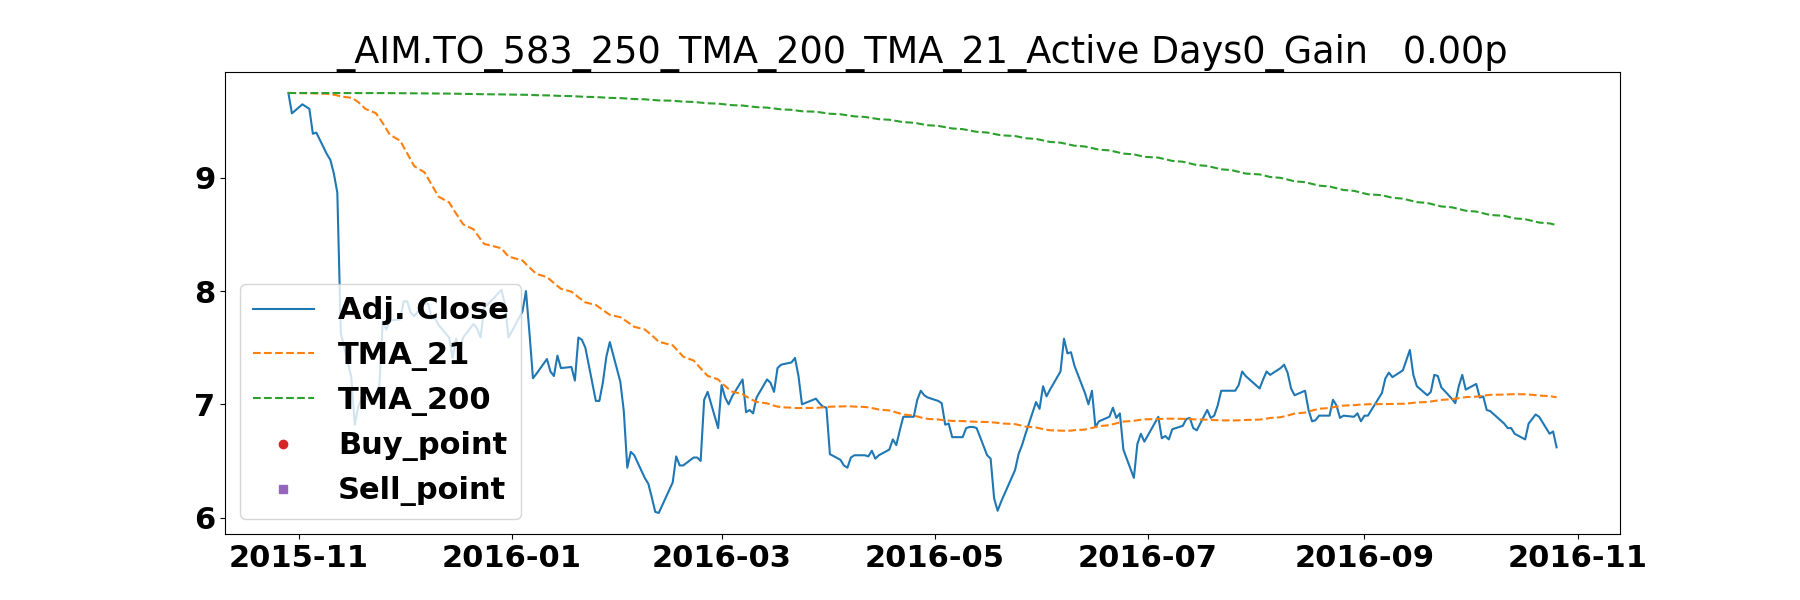 _AIM.TO_583_250_TMA_200_TMA_21_Active Days0_Gain   0.00p
9
8
7
6
Adj. Close
TMA_21
TMA_200
Buy_point
Sell_point
2015-11 2016-01 2016-03 2016-05 2016-07 2016-09 2016-11